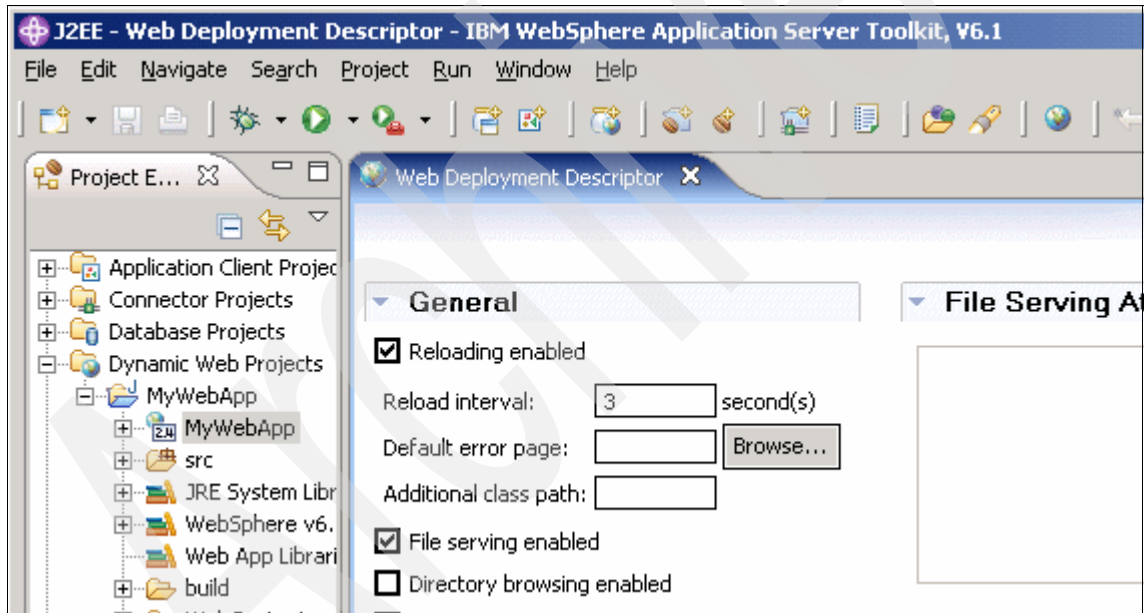 J2EE - Web Deployment Descriptor - IBM WebSphere Application Server Toolkit, V6.1
File Edit Navigate Search Project Run Window Help
Project E...
Web Deployment Descriptor
Application Client Projec
Connector Projects
Database Projects
Dynamic Web Projects
MyWebApp
2.4 MyWebApp
src
JRE System Libr
WebSphere v6.
Web App Librari
build
General
Reloading enabled
Reload interval: 3 second(s)
Default error page: Browse...
Additional class path:
File serving enabled
Directory browsing enabled
File Serving At